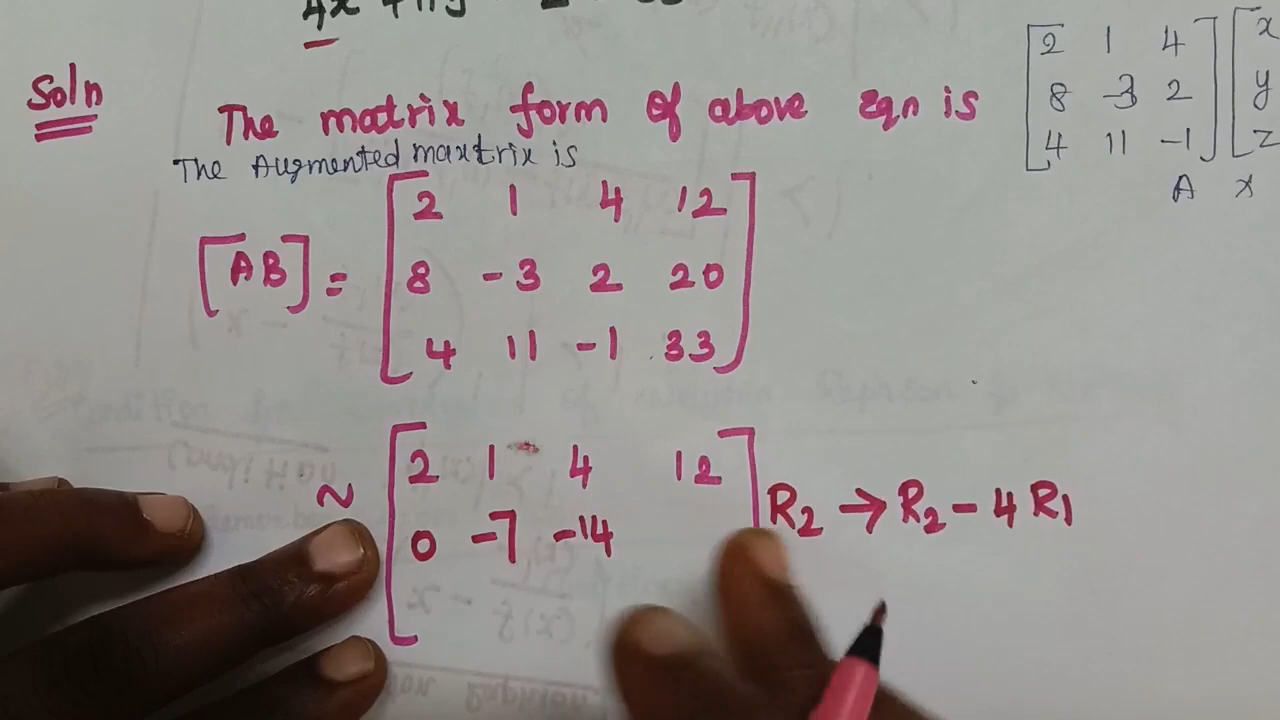 Soln
The matrix form of above Eqn is
2 1 4 x
8 -3 2 y
4 11 -1 z
A x
The Augmented maxtrix is
[AB] =
2 1 4 12
8 -3 2 20
4 11 -1 33
~
2 1 4 12
0 -7 -14
R2 → R2 - 4 R1